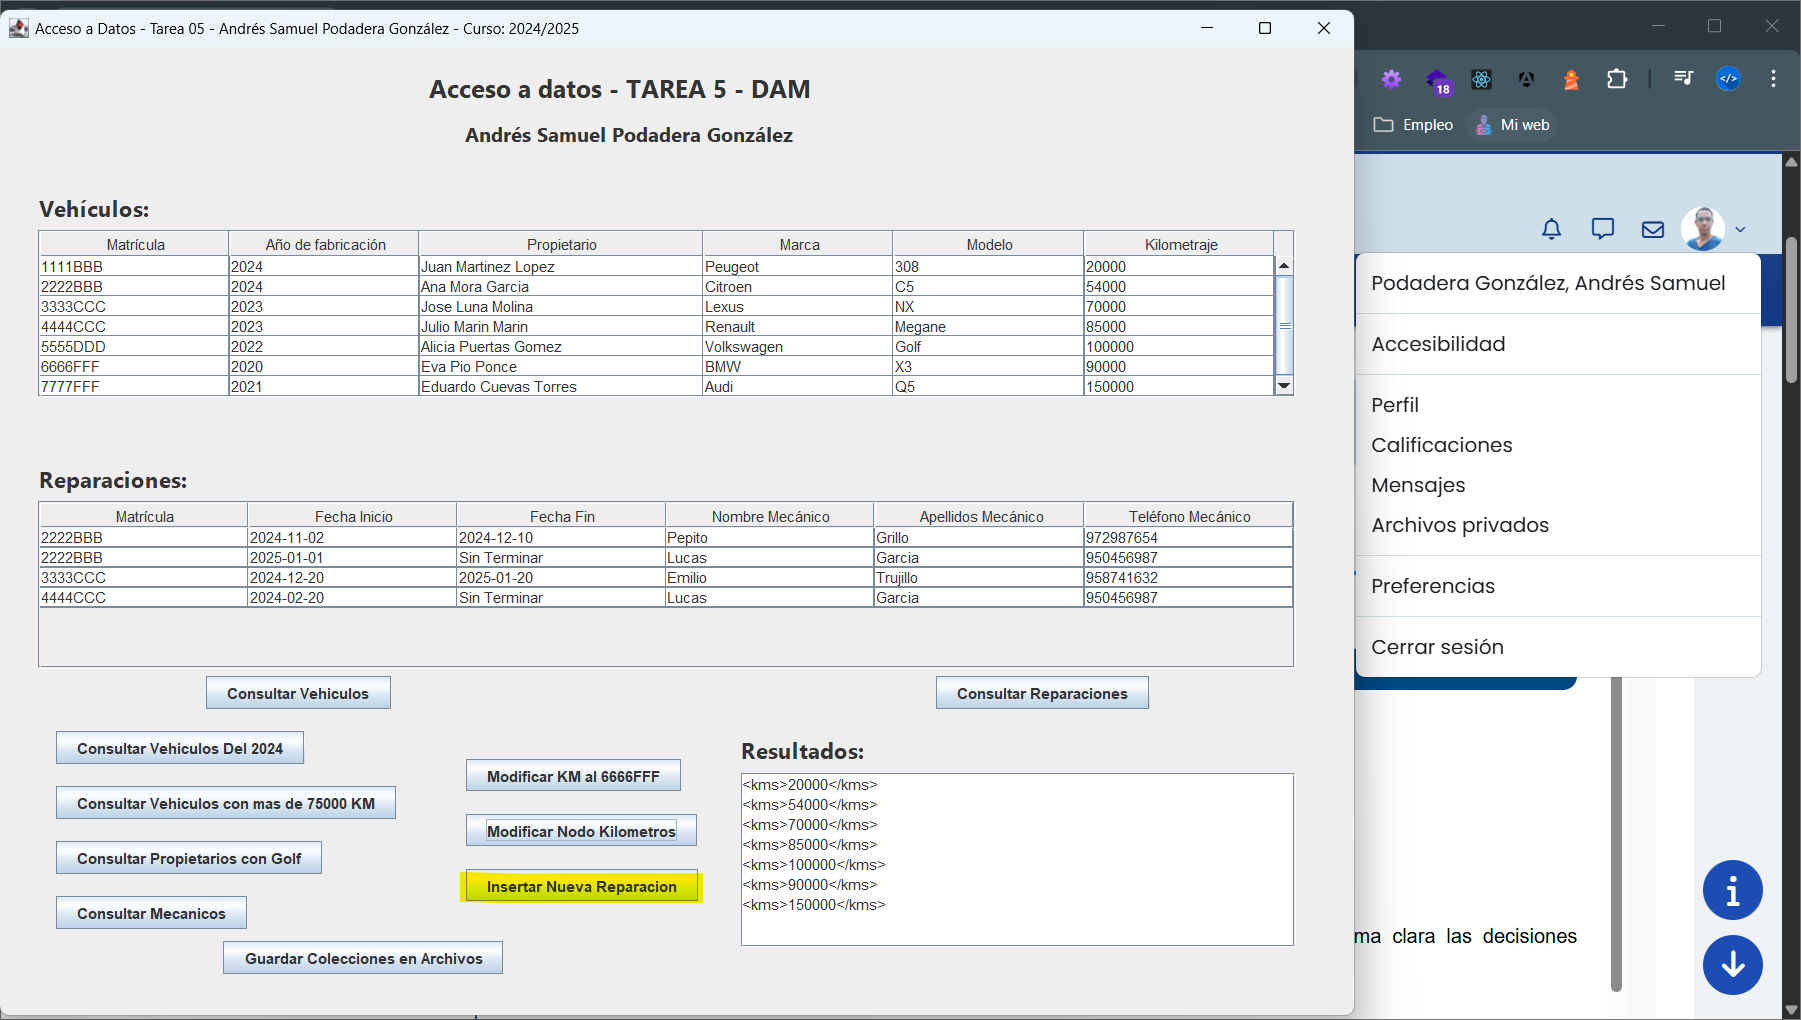 Acceso a Datos - Tarea 05 - Andrés Samuel Podadera González - Curso: 2024/2025
Acceso a datos - TAREA 5 - DAM
Andrés Samuel Podadera González
Vehículos:
Matrícula Año de fabricación Propietario Marca Modelo Kilometraje
1111BBB 2024 Juan Martinez Lopez Peugeot 308 20000
2222BBB 2024 Ana Mora Garcia Citroen C5 54000
3333CCC 2023 Jose Luna Molina Lexus NX 70000
4444CCC 2023 Julio Marin Marin Renault Megane 85000
5555DDD 2022 Alicia Puertas Gomez Volkswagen Golf 100000
6666FFF 2020 Eva Pio Ponce BMW X3 90000
7777FFF 2021 Eduardo Cuevas Torres Audi Q5 150000
Reparaciones:
Matrícula Fecha Inicio Fecha Fin Nombre Mecánico Apellidos Mecánico Teléfono Mecánico
2222BBB 2024-11-02 2024-12-10 Pepito Grillo 972987654
2222BBB 2025-01-01 Sin Terminar Lucas Garcia 950456987
3333CCC 2024-12-20 2025-01-20 Emilio Trujillo 958741632
4444CCC 2024-02-20 Sin Terminar Lucas Garcia 950456987
Consultar Vehiculos
Consultar Reparaciones
Consultar Vehiculos Del 2024
Consultar Vehiculos con mas de 75000 KM
Consultar Propietarios con Golf
Consultar Mecanicos
Guardar Colecciones en Archivos
Modificar KM al 6666FFF
Modificar Nodo Kilometros
Insertar Nueva Reparacion
Resultados:
<kms>20000</kms>
<kms>54000</kms>
<kms>70000</kms>
<kms>85000</kms>
<kms>100000</kms>
<kms>90000</kms>
<kms>150000</kms>
18
</>
Empleo
Mi web
Podadera González, Andrés Samuel
Accesibilidad
Perfil
Calificaciones
Mensajes
Archivos privados
Preferencias
Cerrar sesión
i
ma clara las decisiones